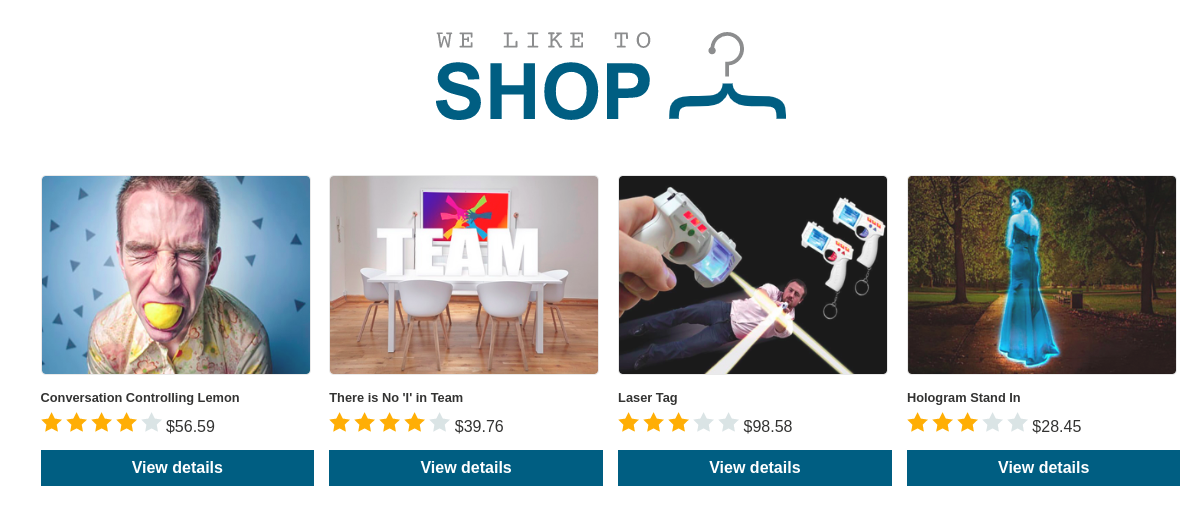 WE LIKE TO
SHOP
TEAM
Conversation Controlling Lemon
There is No 'I' in Team
Laser Tag
Hologram Stand In
$56.59
$39.76
$98.58
$28.45
View details
View details
View details
View details